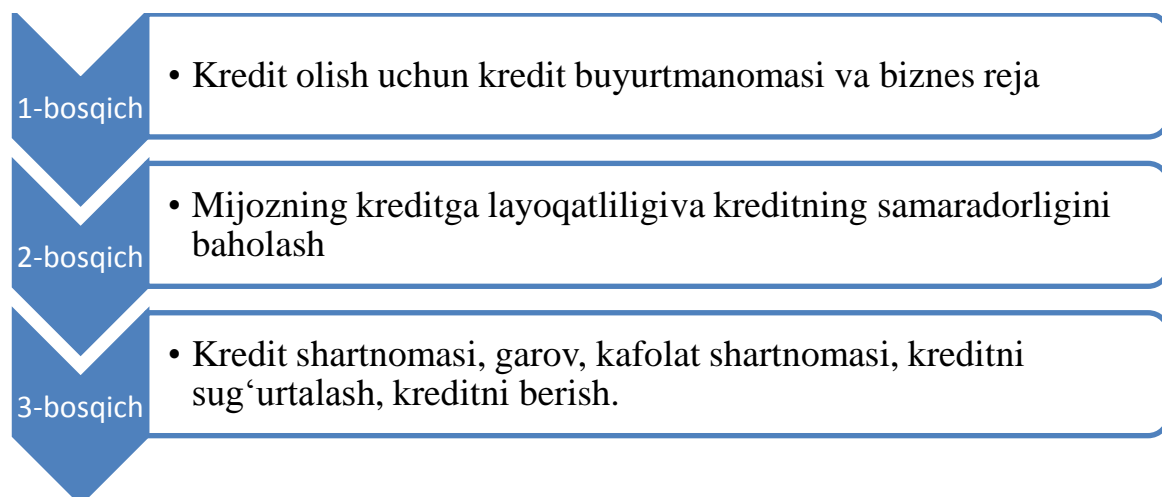 1-bosqich
• Kredit olish uchun kredit buyurtmanomasi va biznes reja
2-bosqich
• Mijozning kreditga layoqatliligiva kreditning samaradorligini
baholash
3-bosqich
• Kredit shartnomasi, garov, kafolat shartnomasi, kreditni
sug‘urtalash, kreditni berish.